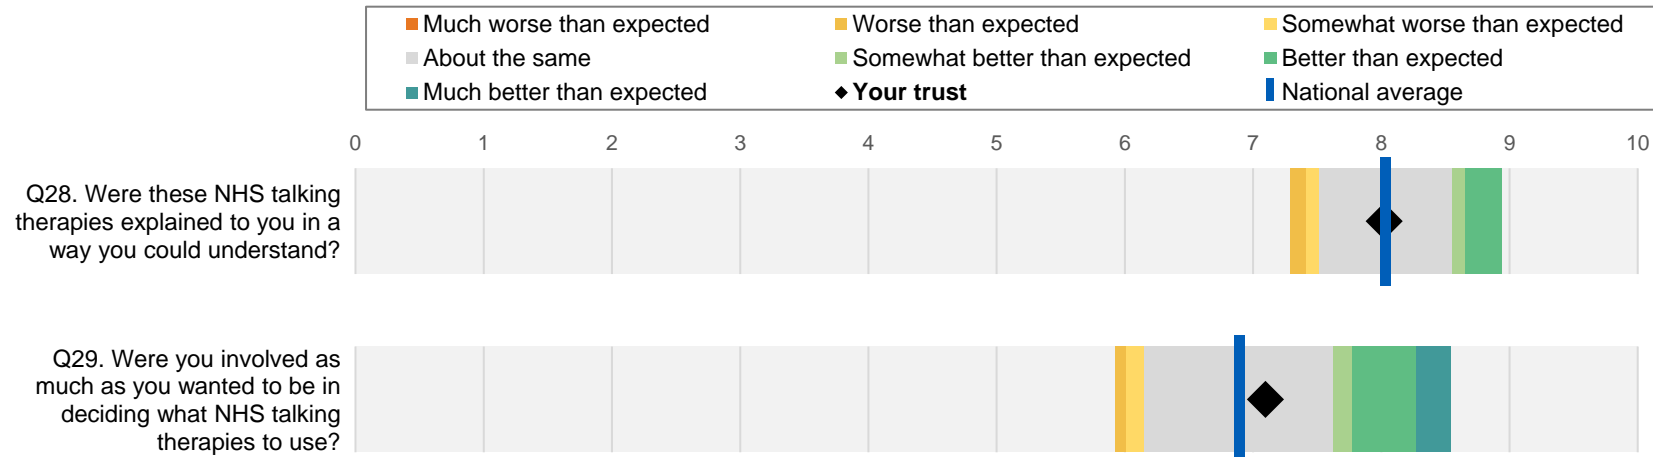 Much worse than expected
Worse than expected
Somewhat worse than expected
About the same
Somewhat better than expected
Better than expected
Much better than expected
Your trust
National average
0 1 2 3 4 5 6 7 8 9 10
Q28. Were these NHS talking
therapies explained to you in a
way you could understand?
Q29. Were you involved as
much as you wanted to be in
deciding what NHS talking
therapies to use?